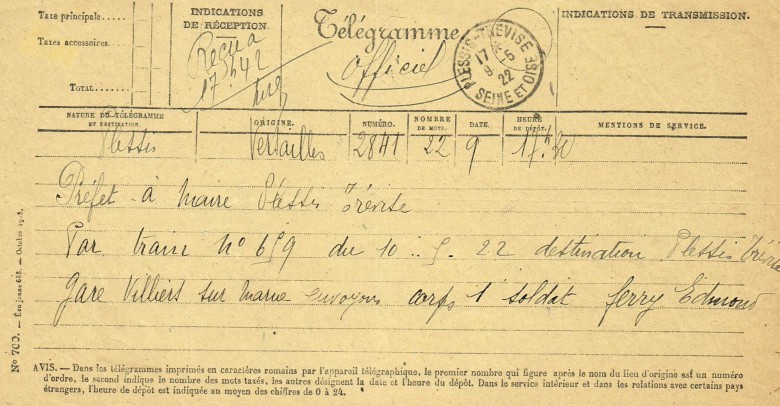 Taxe principale
Taxes accessoires
TOTAL
INDICATIONS
DE RÉCEPTION.
Reçu à
17h42
Télégramme
Officiel
PLESSIS-TRÉVISE
17 *
9 -5
22
SEINE ET OISE
INDICATIONS DE TRANSMISSION.
NATURE DU TÉLÉGRAMME
ET DESTINATION.
ORIGINE.
NUMÉRO.
NOMBRE
DE MOTS.
DATE.
HEURE
DE DÉPÔT.
MENTIONS DE SERVICE.
Plessis Versailles 2841 22 9 17h30
Préfet à Maire Plessis Trévise
Par train n° 659 du 10 .. 5. 22 destination Plessis Trévise
gare Villiers sur Marne envoyons corps 1 soldat ferry Edmond
N° 700. — Octobre
AVIS. — Dans les télégrammes imprimés en caractères romains par l'appareil télégraphique, le premier nombre qui figure après le nom du lieu d'origine est un numéro
d'ordre, le second indique le nombre des mots taxés, les autres désignent la date et l'heure du dépôt. Dans le service intérieur et dans les relations avec certains pays
étrangers, l'heure de dépôt est indiquée au moyen des chiffres de 0 à 24.